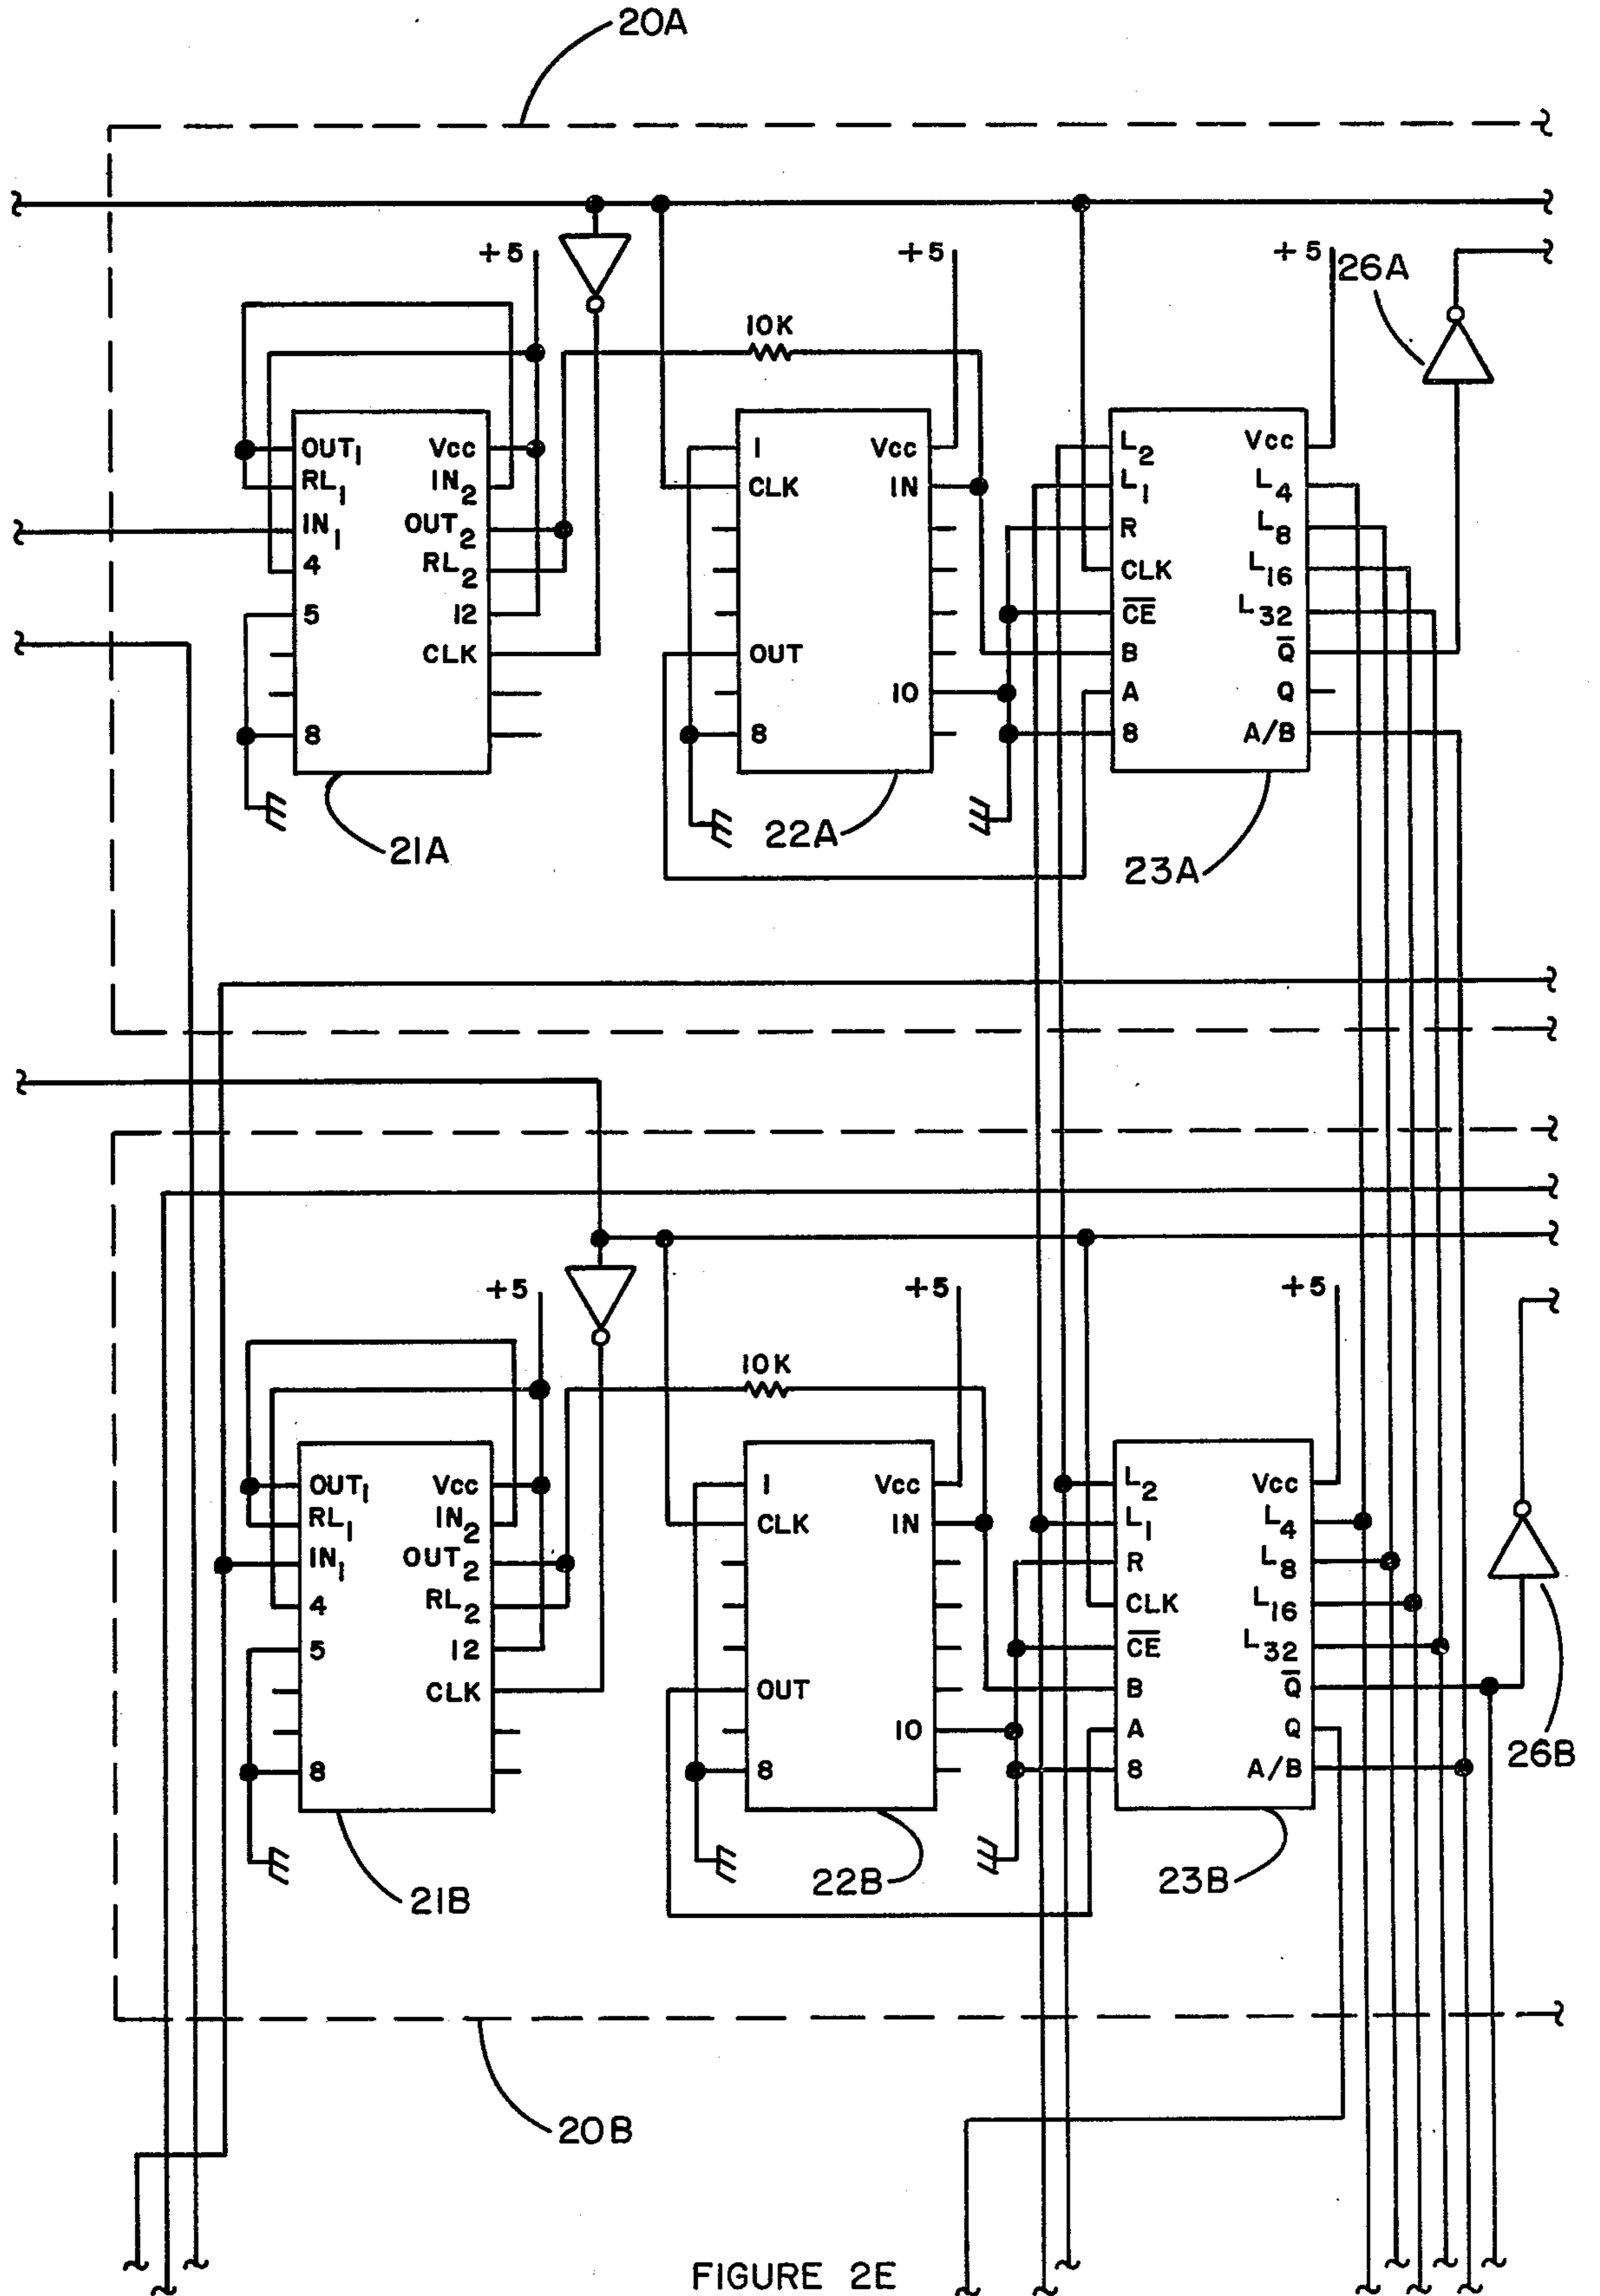 20A
+5
+5
+5
26A
10K
OUT1
RL1
IN1
4
5
8
Vcc
IN2
OUT2
RL2
12
CLK
1
CLK
OUT
8
Vcc
IN
10
L2
L1
R
CLK
CE
B
A
8
Vcc
L4
L8
L16
L32
Q
Q
A/B
21A
22A
23A
+5
+5
+5
10K
OUT1
RL1
IN1
4
5
8
Vcc
IN2
OUT2
RL2
12
CLK
1
CLK
OUT
8
Vcc
IN
10
L2
L1
R
CLK
CE
B
A
8
Vcc
L4
L8
L16
L32
Q
Q
A/B
26B
21B
22B
23B
20B
FIGURE 2E